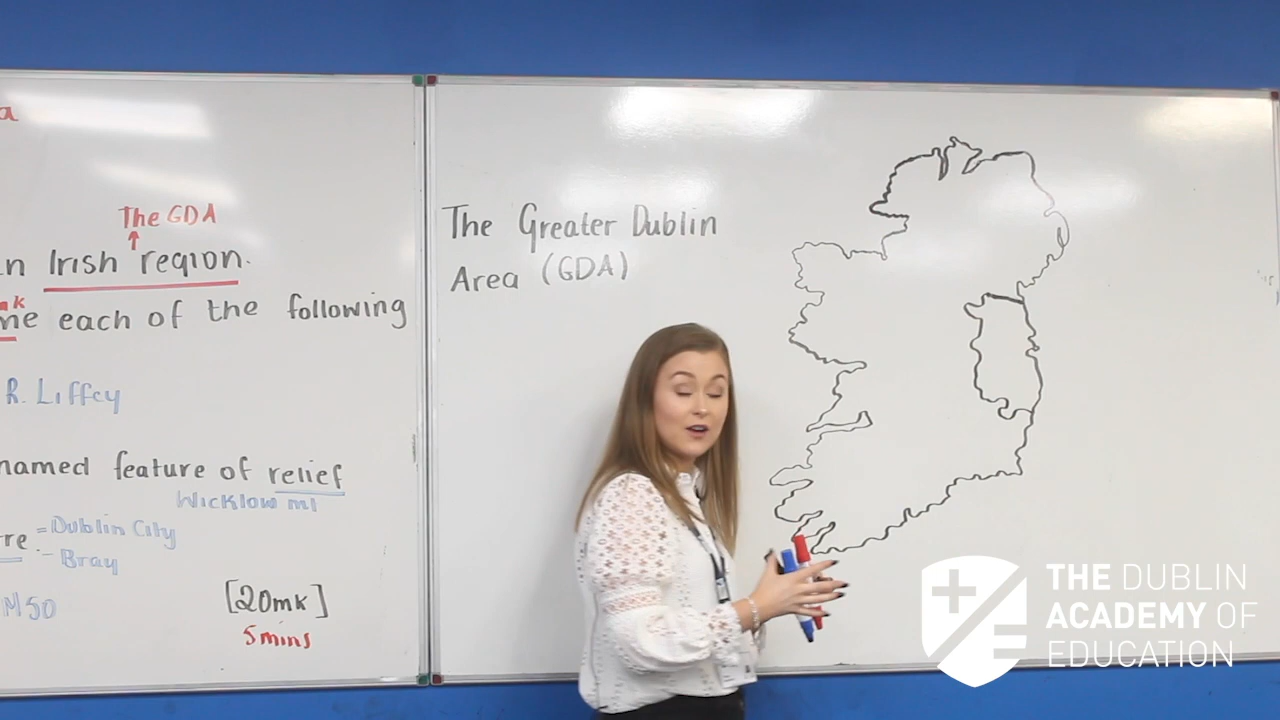 a
The GDA
n Irish region.
mk
me each of the following
R. Liffey
named feature of relief
Wicklow mt
re = Dublin City
- Bray
M50
[20mk]
5mins
The Greater Dublin
Area (GDA)
THE DUBLIN
ACADEMY OF
EDUCATION